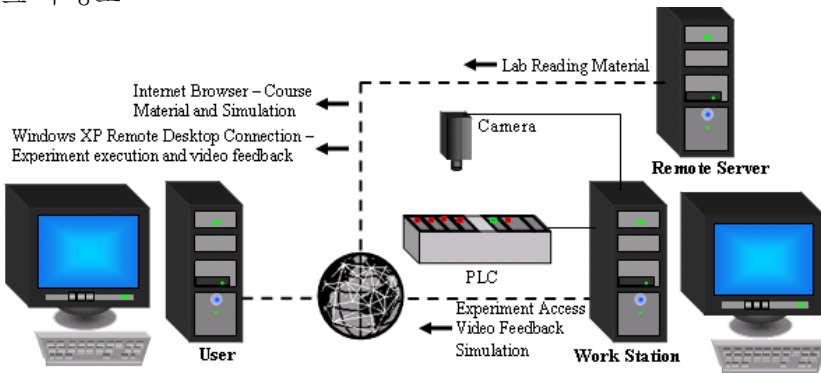 Lab Reading Material
Internet Browser – Course
Material and Simulation
Camera
Windows XP Remote Desktop Connection –
Experiment execution and video feedback
Remote Server
PLC
Experiment Access
Video Feedback
Simulation
User
Work Station